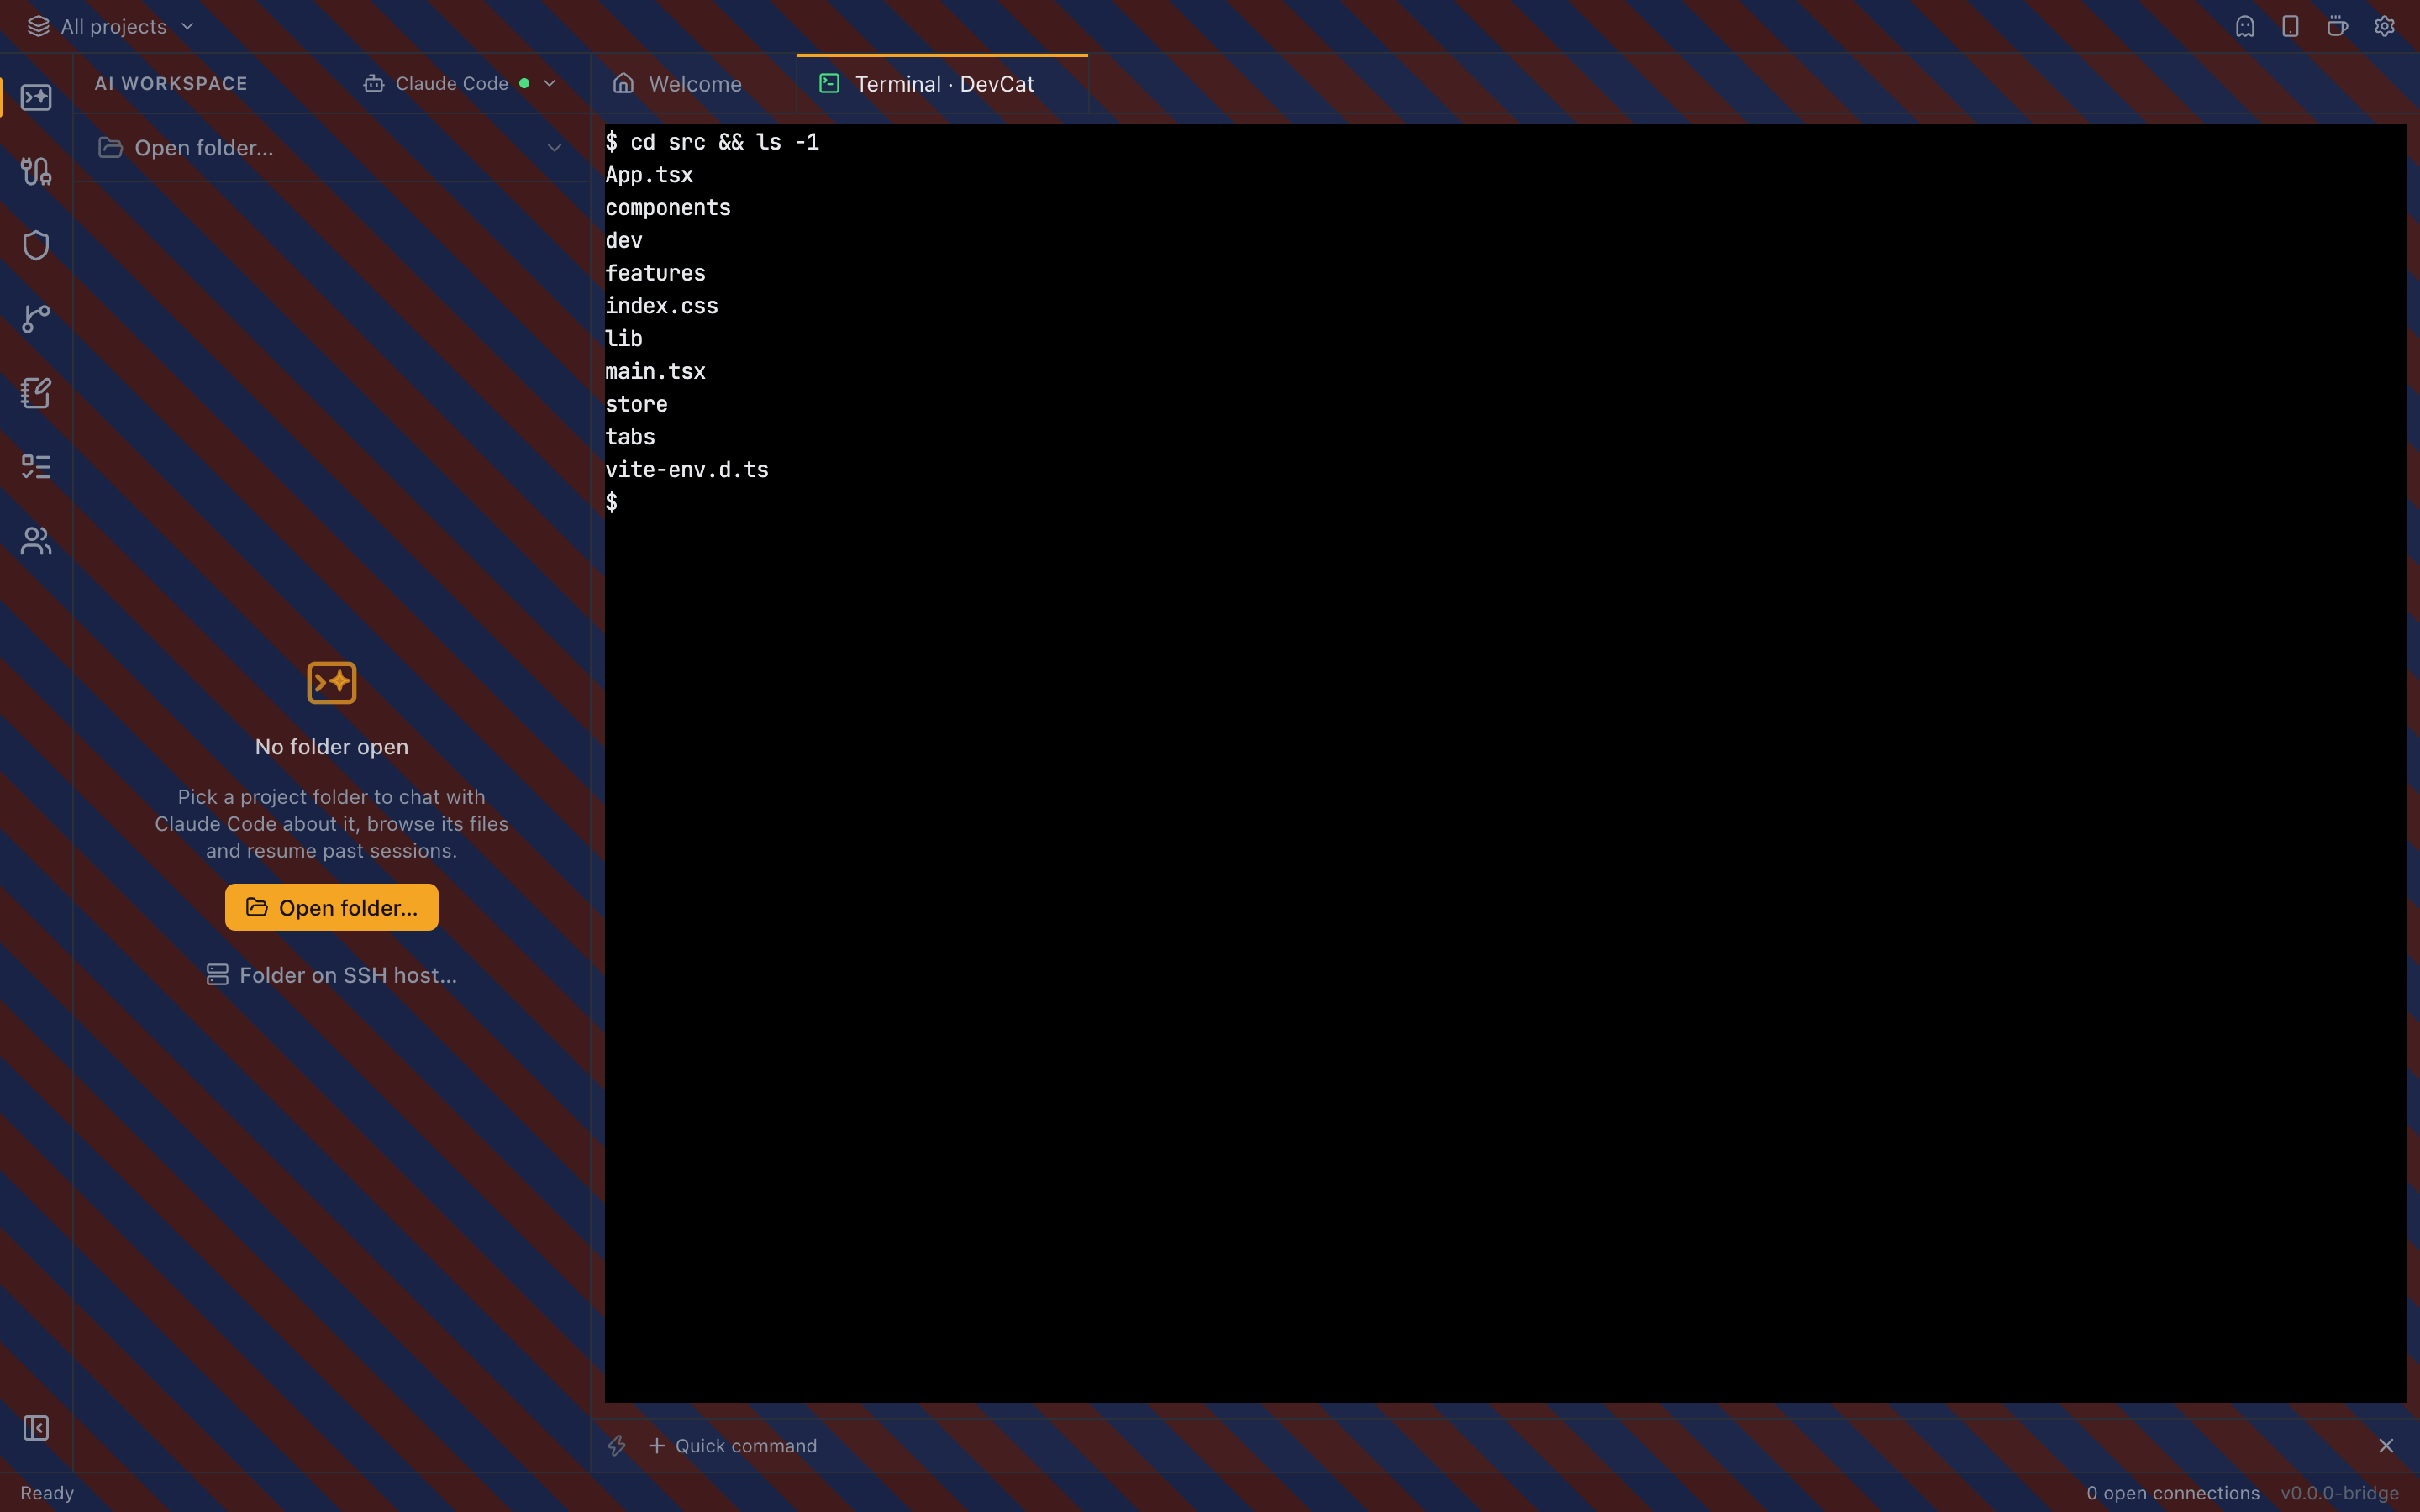 All projects
AI WORKSPACE
Claude Code
Open folder...
No folder open
Pick a project folder to chat with
Claude Code about it, browse its files
and resume past sessions.
Open folder...
Folder on SSH host...
Welcome
Terminal · DevCat
$ cd src && ls -1
App.tsx
components
dev
features
index.css
lib
main.tsx
store
tabs
vite-env.d.ts
$
Quick command
Ready
0 open connections
v0.0.0-bridge